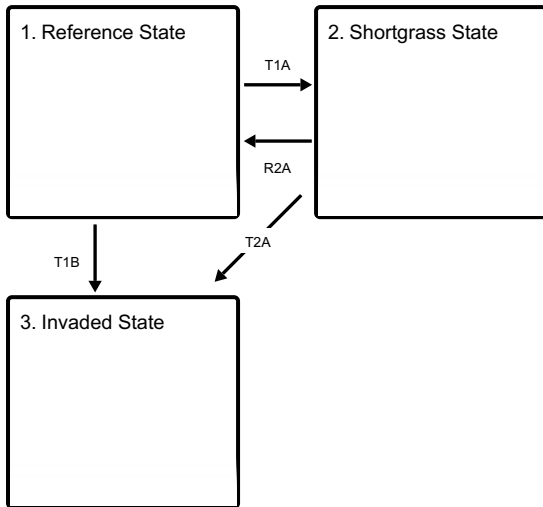 1. Reference State
2. Shortgrass State
T1A
R2A
T2A
T1B
3. Invaded State